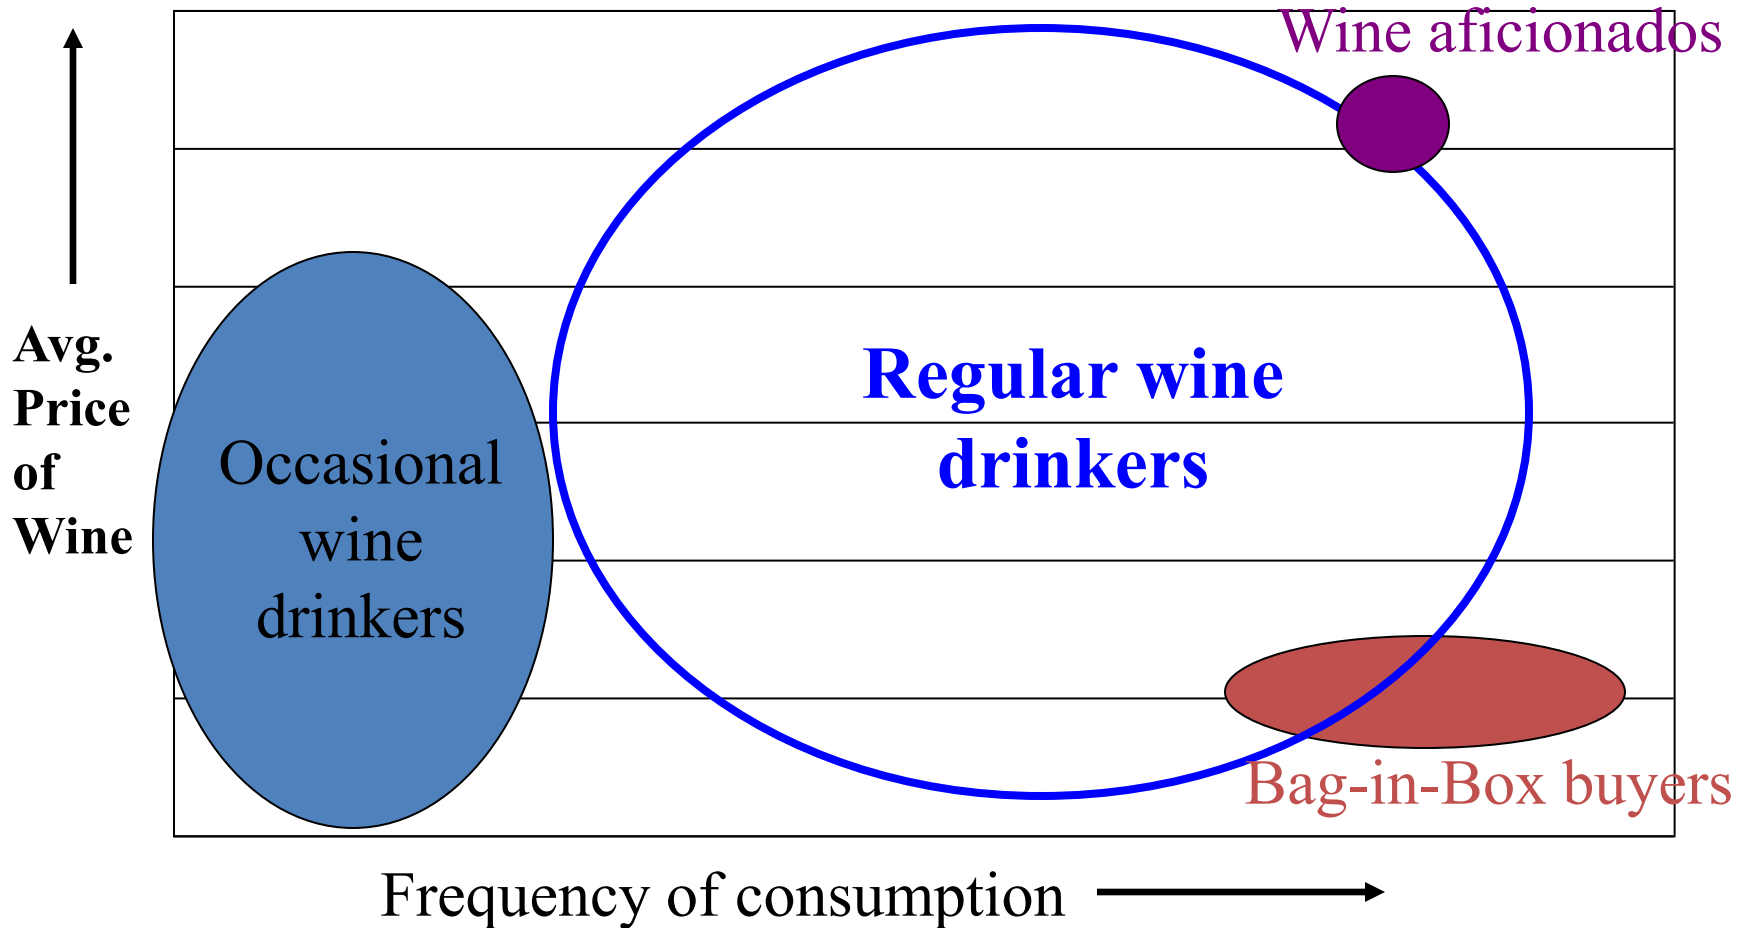 Wine aficionados
Avg.
Price
of
Wine
Regular wine
drinkers
Occasional
wine
drinkers
Bag-in-Box buyers
Frequency of consumption